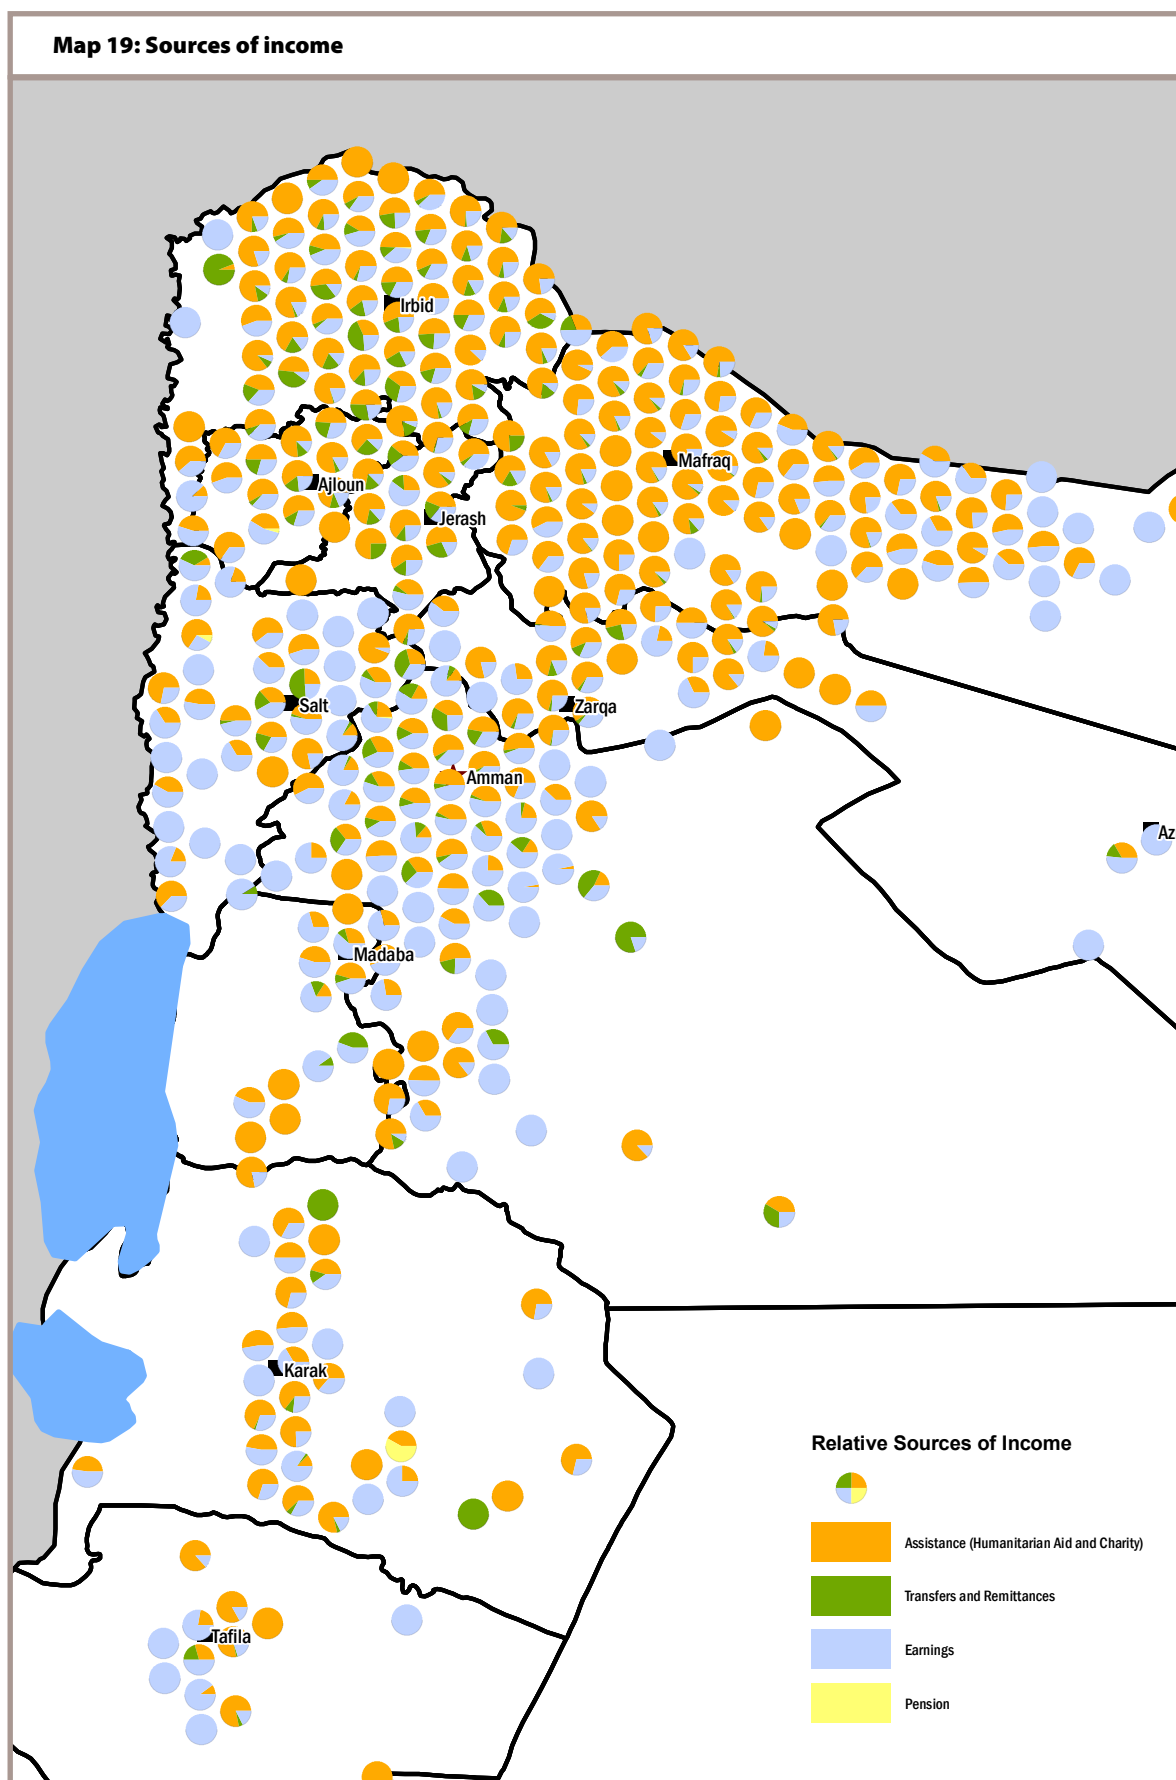 Map 19: Sources of income
Irbid
Mafraq
Ajloun
Jerash
Salt
Zarqa
Amman
Az
Madaba
Karak
Relative Sources of Income
Assistance (Humanitarian Aid and Charity)
Transfers and Remittances
Earnings
Tafila
Pension